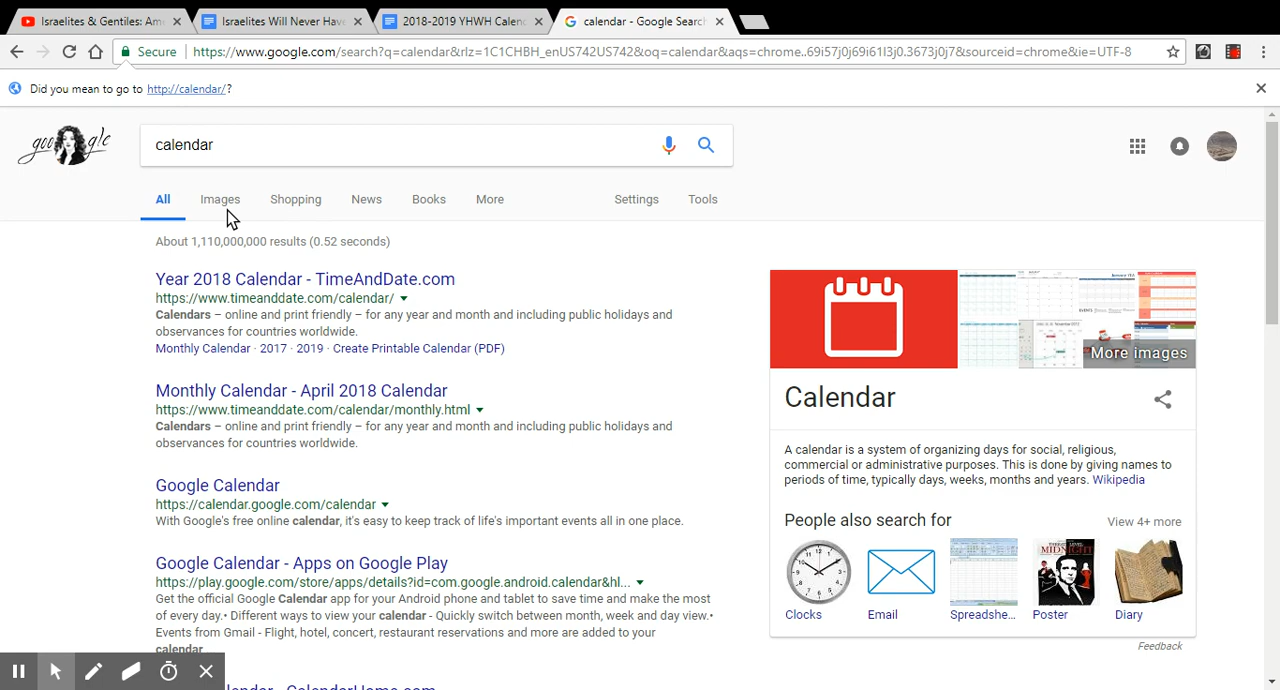 Israelites & Gentiles: Am
Israelites Will Never Hav
2018-2019 YHWH Calen
calendar - Google Search
Secure https://www.google.com/search?q=calendar&rlz=1C1CHBH_enUS742US742&oq=calendar&aqs=chrome..69i57j0j69i61l3j0.3673j0j7&sourceid=chrome&ie=UTF-8
Did you mean to go to http://calendar/?
google
calendar
All Images Shopping News Books More Settings Tools
About 1,110,000,000 results (0.52 seconds)
Year 2018 Calendar - TimeAndDate.com
https://www.timeanddate.com/calendar/
Calendars – online and print friendly – for any year and month and including public holidays and
observances for countries worldwide.
Monthly Calendar · 2017 · 2019 · Create Printable Calendar (PDF)
Monthly Calendar - April 2018 Calendar
https://www.timeanddate.com/calendar/monthly.html
Calendars – online and print friendly – for any year and month and including public holidays and
observances for countries worldwide.
Google Calendar
https://calendar.google.com/calendar
With Google's free online calendar, it's easy to keep track of life's important events all in one place.
Google Calendar - Apps on Google Play
https://play.google.com/store/apps/details?id=com.google.android.calendar&hl...
Get the official Google Calendar app for your Android phone and tablet to save time and make the most
of every day.• Different ways to view your calendar - Quickly switch between month, week and day view.•
Events from Gmail - Flight, hotel, concert, restaurant reservations and more are added to your
calendar
lendar - CalendarHome.com
More images
Calendar
A calendar is a system of organizing days for social, religious,
commercial or administrative purposes. This is done by giving names to
periods of time, typically days, weeks, months and years. Wikipedia
People also search for
View 4+ more
MIDNIGHT
Clocks Email Spreadshe... Poster Diary
Feedback